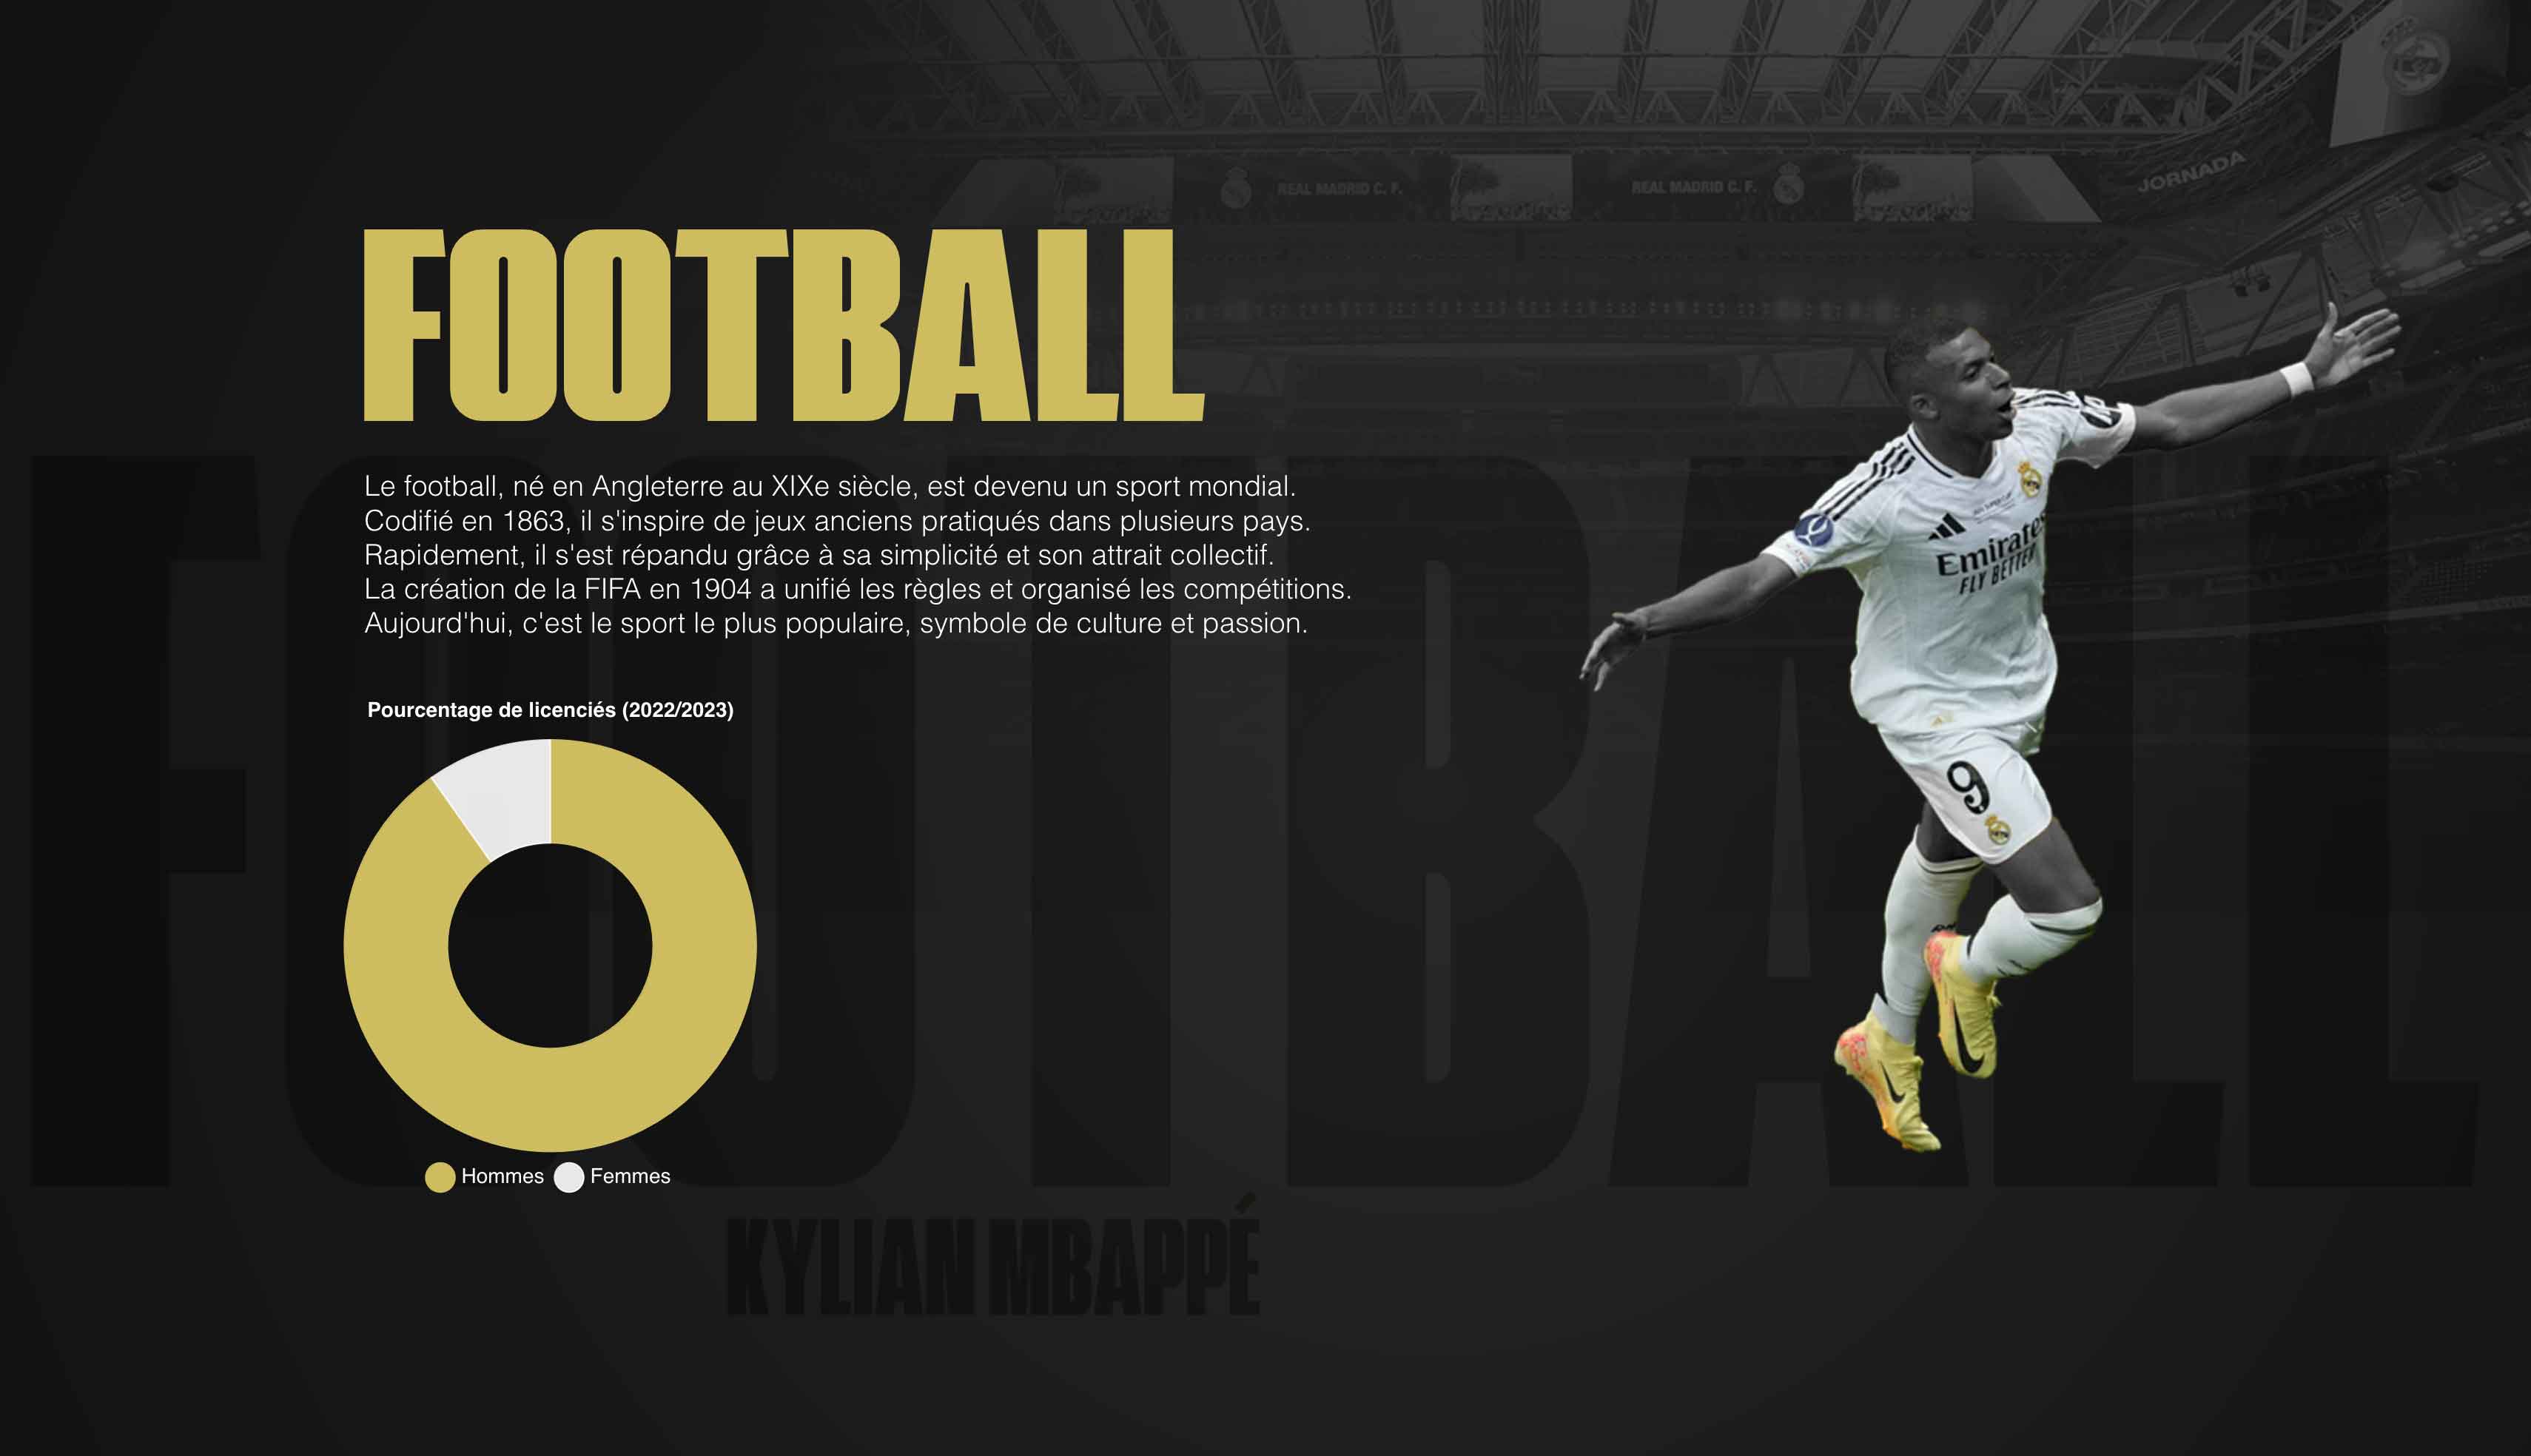 REAL MADRID C. F.
REAL MADRID C. F.
JORNADA
FOOTBALL
FOOTBALL
Le football, né en Angleterre au XIXe siècle, est devenu un sport mondial.
Codifié en 1863, il s'inspire de jeux anciens pratiqués dans plusieurs pays.
Rapidement, il s'est répandu grâce à sa simplicité et son attrait collectif.
La création de la FIFA en 1904 a unifié les règles et organisé les compétitions.
Aujourd'hui, c'est le sport le plus populaire, symbole de culture et passion.
Emirates
FLY BETTER
9
Pourcentage de licenciés (2022/2023)
Hommes
Femmes
KYLIAN MBAPPÉ